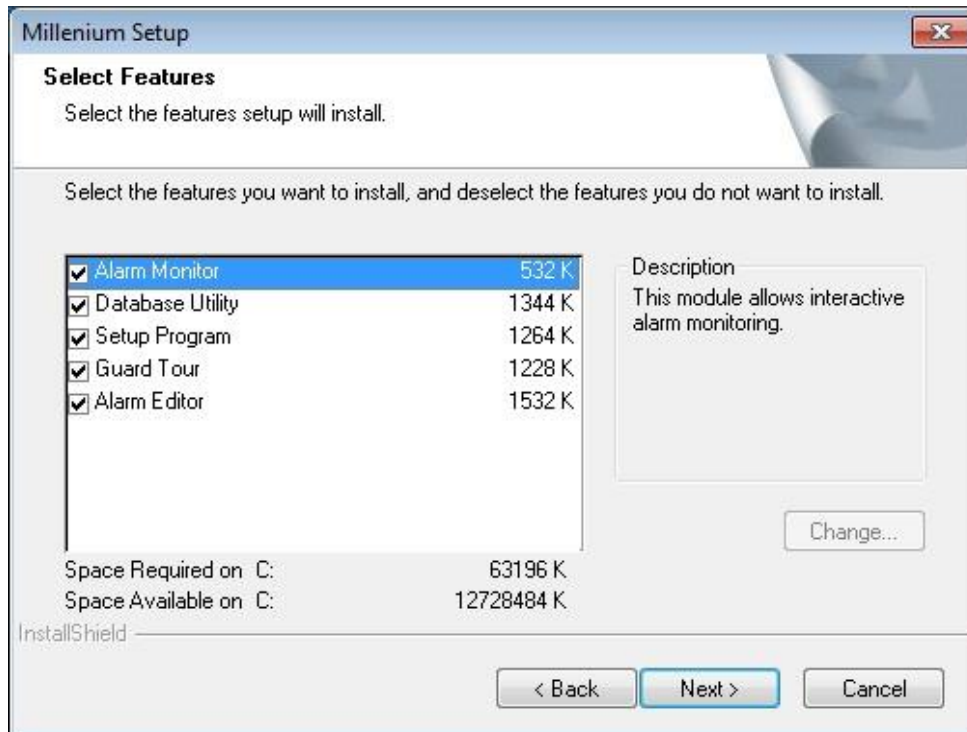 Millenium Setup
Select Features
Select the features setup will install.
Select the features you want to install, and deselect the features you do not want to install.
Alarm Monitor 532 K
Database Utility 1344 K
Setup Program 1264 K
Guard Tour 1228 K
Alarm Editor 1532 K
Description
This module allows interactive
alarm monitoring.
Change...
Space Required on C: 63196 K
Space Available on C: 12728484 K
InstallShield
< Back Next > Cancel